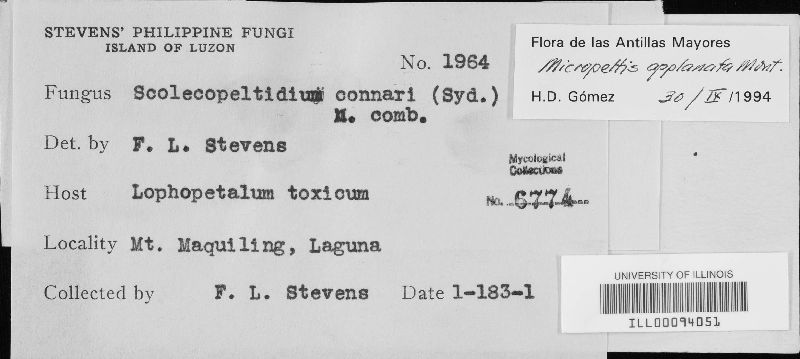 STEVENS' PHILIPPINE FUNGI
ISLAND OF LUZON
No. 1964
Fungus Scolecopeltidium connari (Syd.)
N. comb.
Det. by F. L. Stevens
Host Lophopetalum toxicum
Locality Mt. Maquiling, Laguna
Collected by F. L. Stevens Date 1-183-1
Flora de las Antillas Mayores
Micropeltis applanata Mont.
H.D. Gómez 30/IX/1994
Mycological
Collections
No. 6774
UNIVERSITY OF ILLINOIS
ILL00094051